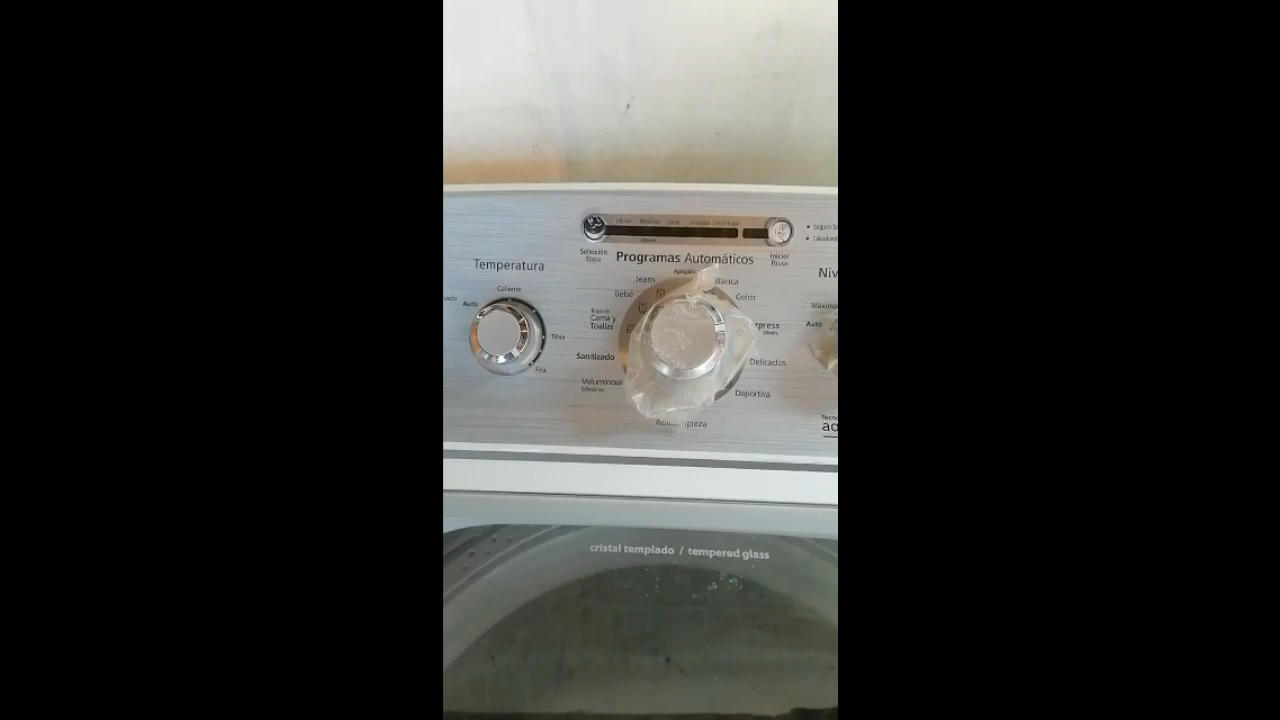 Selección
Etapa
Programas Automáticos
Inicio/
Pausa
Temperatura
Caliente
Auto
Tibia
Fría
Apagado
Jeans
Blanca
Bebé
Color
Ropa de
Cama y
Toallas
Sanitizado
Delicados
Voluminosa
Edredones
Deportiva
Máximo
Auto
cristal templado / tempered glass